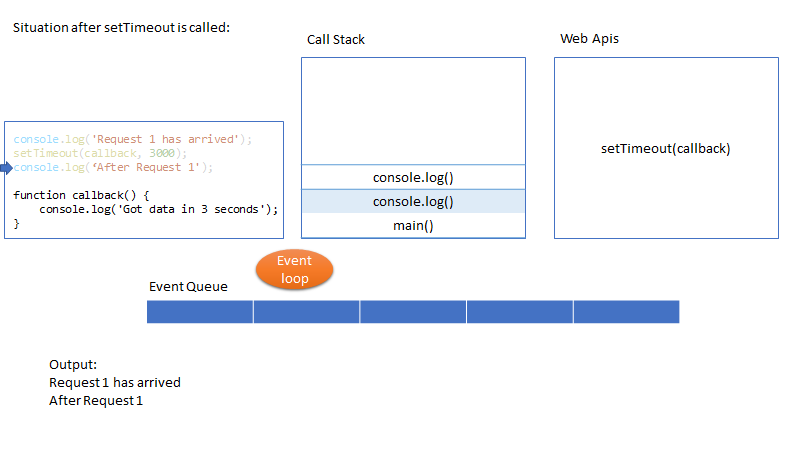 Situation after setTimeout is called:
Call Stack
Web Apis
console.log('Request 1 has arrived');
setTimeout(callback, 3000);
console.log('After Request 1');
function callback() {
console.log('Got data in 3 seconds');
}
console.log()
console.log()
main()
setTimeout(callback)
Event
loop
Event Queue
Output:
Request 1 has arrived
After Request 1